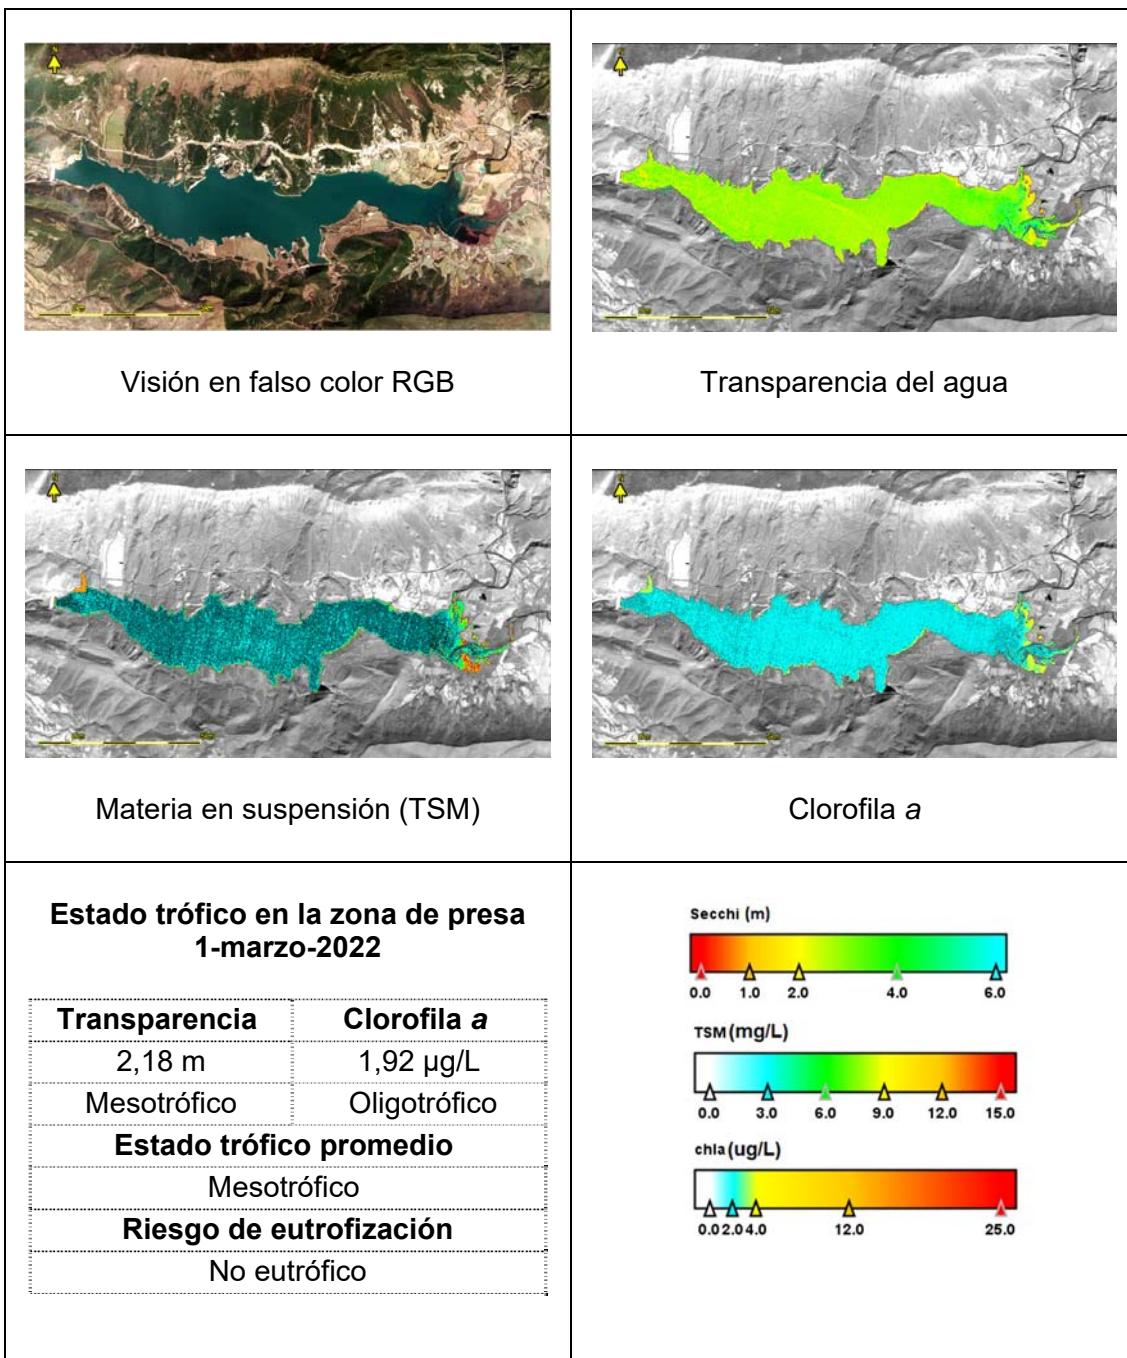 N
N
Visión en falso color RGB
Transparencia del agua
N
N
Materia en suspensión (TSM)
Clorofila a
Estado trófico en la zona de presa
1-marzo-2022
Transparencia Clorofila a
2,18 m 1,92 µg/L
Mesotrófico Oligotrófico
Estado trófico promedio
Mesotrófico
Riesgo de eutrofización
No eutrófico
Secchi (m)
0.0 1.0 2.0 4.0 6.0
TSM (mg/L)
0.0 3.0 6.0 9.0 12.0 15.0
chla (ug/L)
0.0 2.0 4.0 12.0 25.0